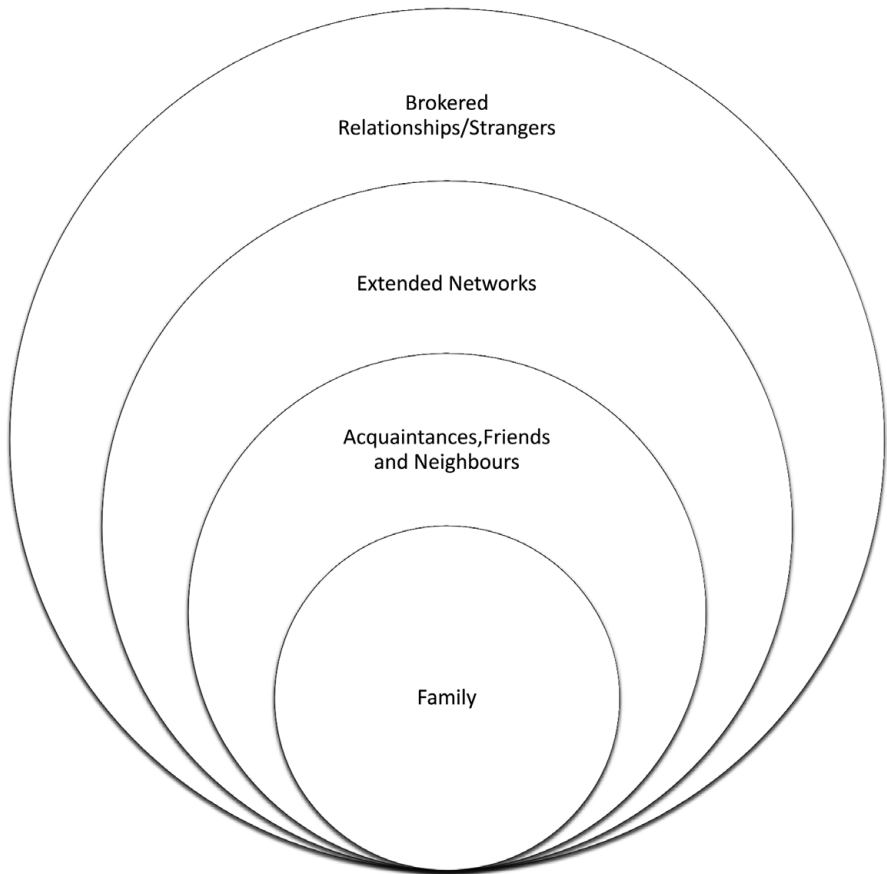 Brokered
Relationships/Strangers
Extended Networks
Acquaintances,Friends
and Neighbours
Family